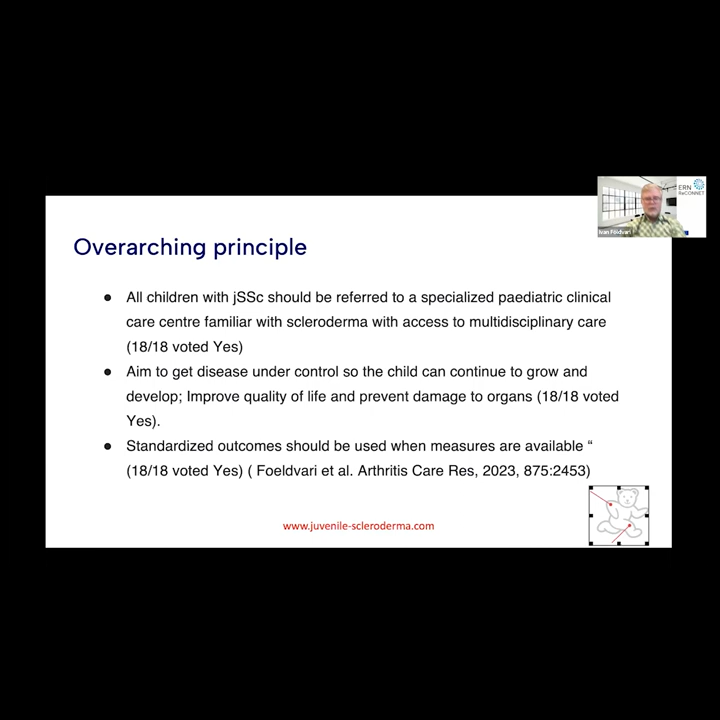 ERN
ReCONNET
Ivan Foeldvari
Overarching principle
● All children with jSSc should be referred to a specialized paediatric clinical
care centre familiar with scleroderma with access to multidisciplinary care
(18/18 voted Yes)
● Aim to get disease under control so the child can continue to grow and
develop; Improve quality of life and prevent damage to organs (18/18 voted
Yes).
● Standardized outcomes should be used when measures are available “
(18/18 voted Yes) ( Foeldvari et al. Arthritis Care Res, 2023, 875:2453)
www.juvenile-scleroderma.com